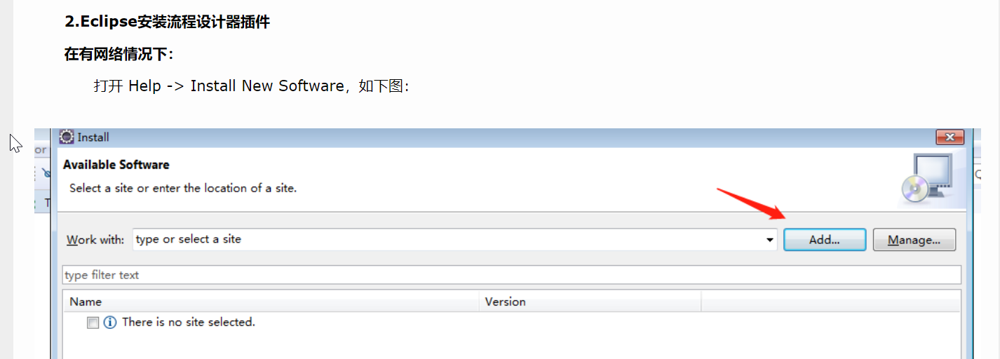 2.Eclipse安装流程设计器插件
在有网络情况下：
打开 Help -> Install New Software，如下图：
Install
or
Available Software
Select a site or enter the location of a site.
T
Work with: type or select a site Add... Manage...
type filter text
Name Version
There is no site selected.